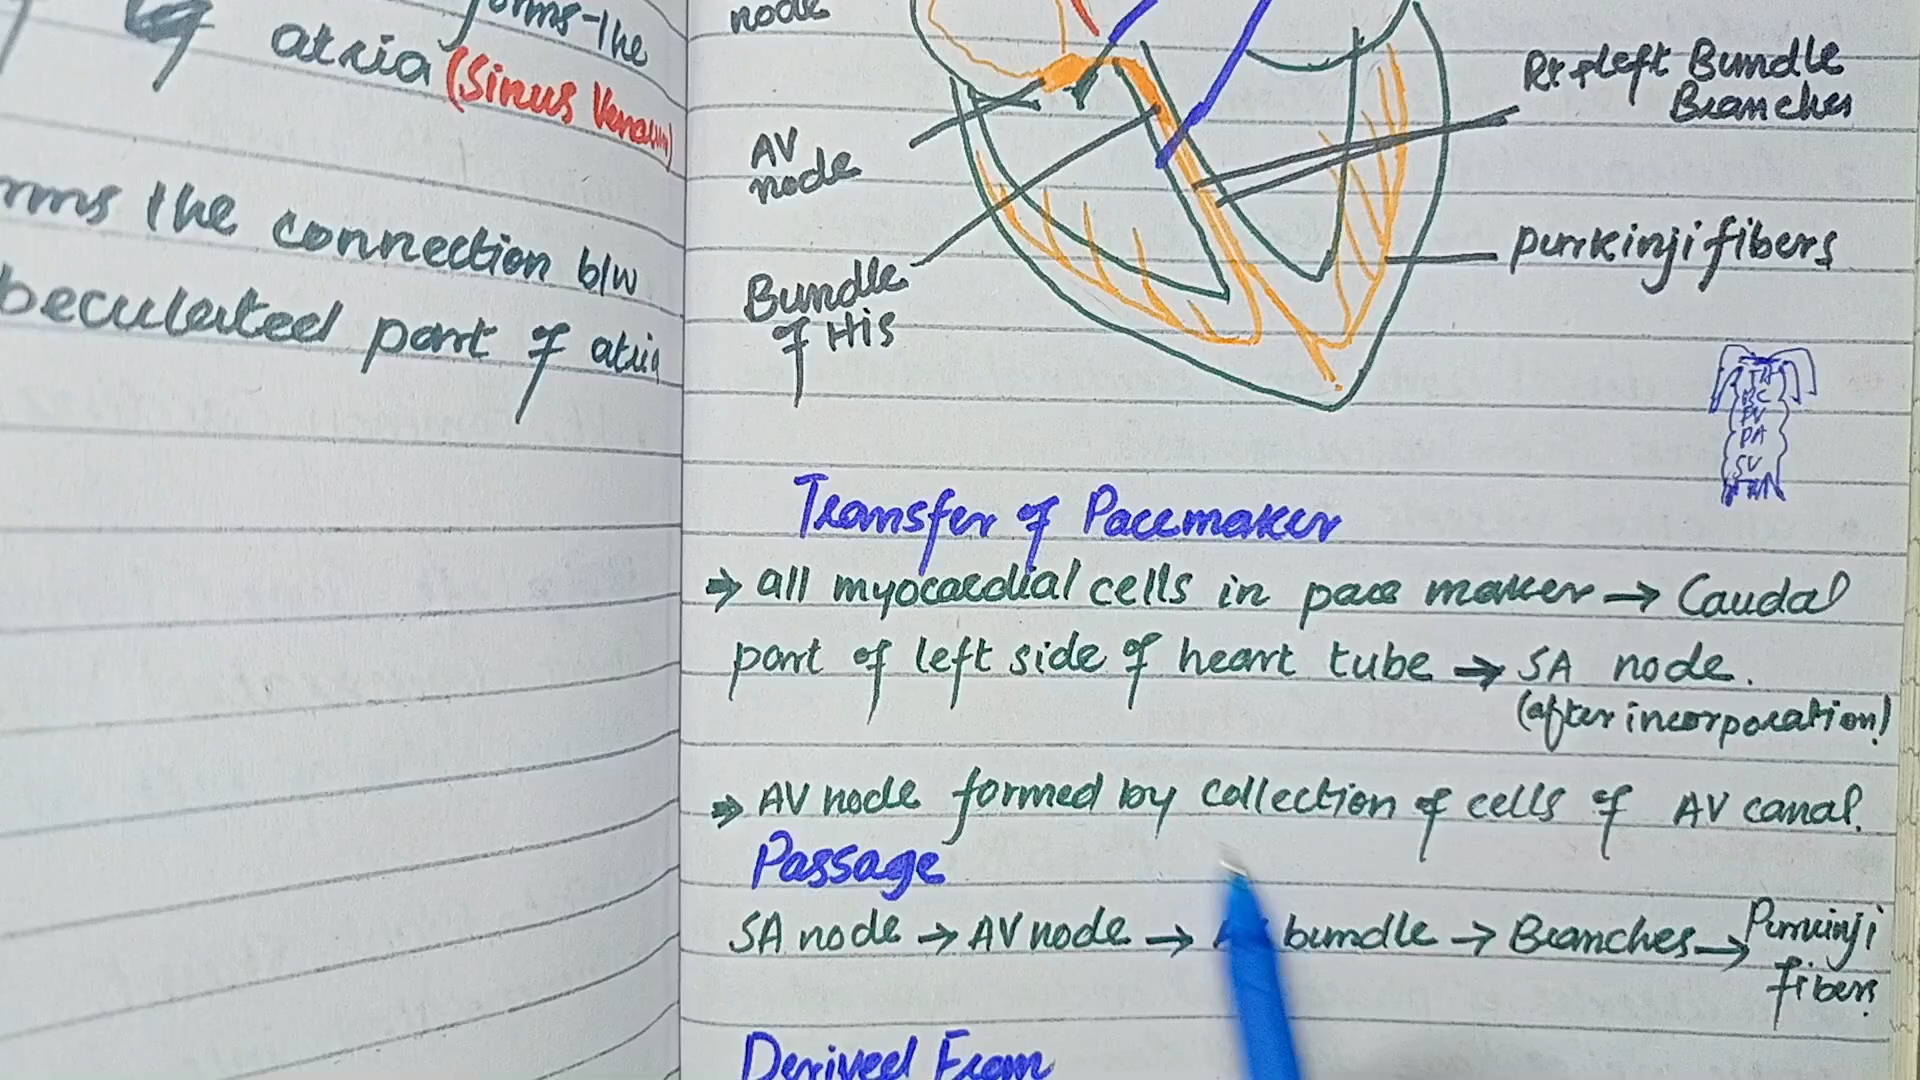 forms-the
atria (Sinus Venosum)
rms the connection b/w
beculated part of atria
node
AV
node
Bundle
of His
Rt + left Bundle
Branches
purkinji fibers
Transfer of Pacemaker
→ all myocardial cells in pace maker → Caudal
part of left side of heart tube → SA node.
(after incorporation)
⇒ AV node formed by collection of cells of AV canal.
Passage
SA node → AV node → bundle → Branches → Purkinji
fibers
Derived From